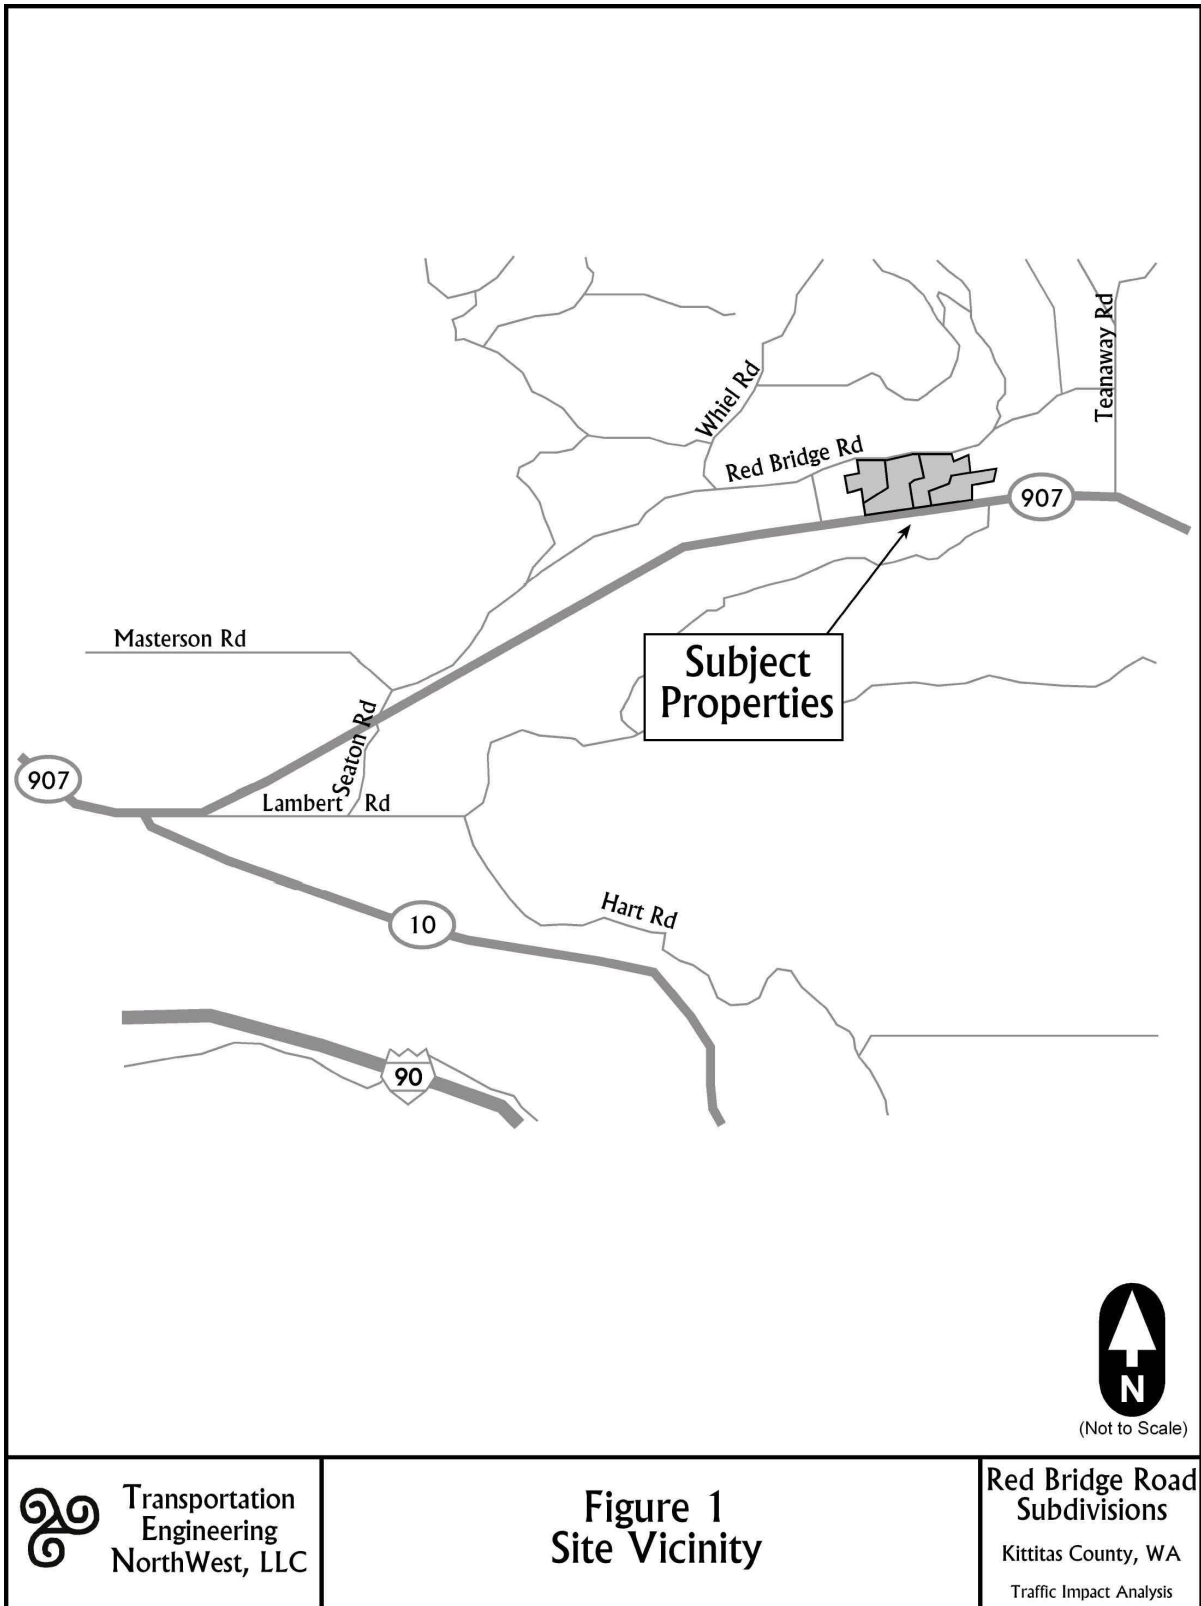 Teanaway Rd
Whiel Rd
Red Bridge Rd
907
Masterson Rd
Subject
Properties
Seaton Rd
907
Lambert Rd
Hart Rd
10
90
N
(Not to Scale)
Transportation
Engineering
NorthWest, LLC
Figure 1
Site Vicinity
Red Bridge Road
Subdivisions
Kittitas County, WA
Traffic Impact Analysis